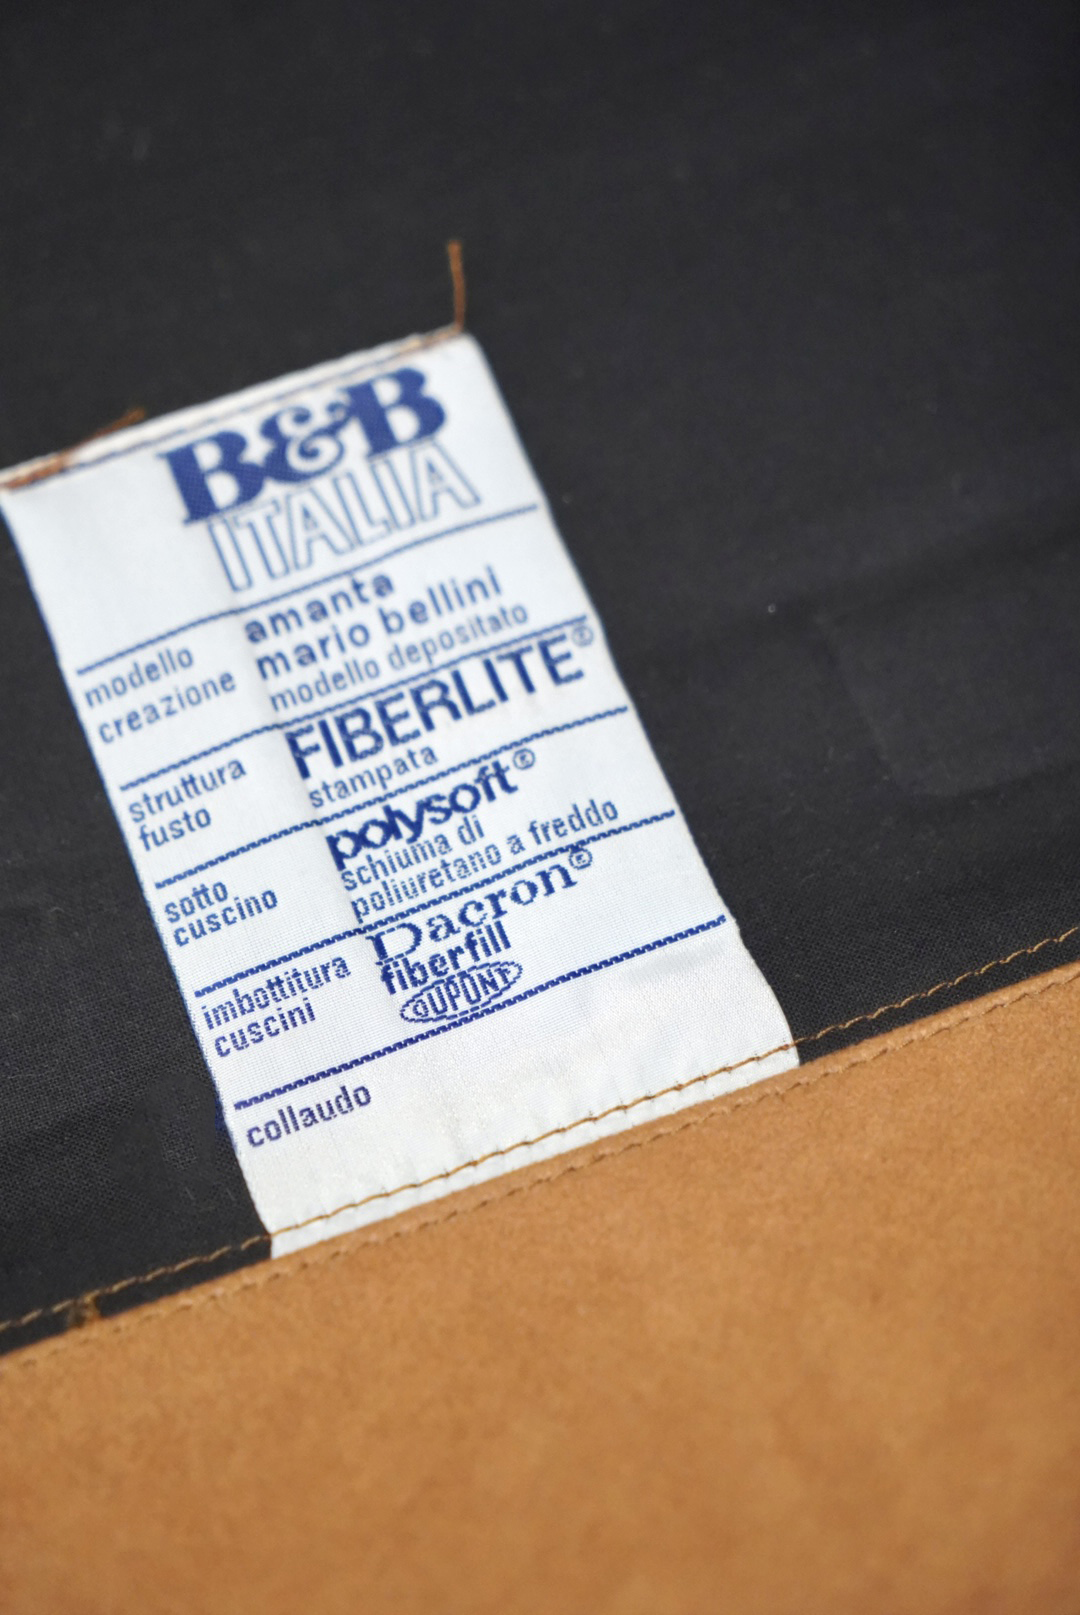 B&B
ITALIA
modello amanta
creazione mario bellini
modello depositato
struttura FIBERLITE®
fusto stampata
sotto polysoft®
cuscino schiuma di
poliuretano a freddo
imbottitura Dacron®
cuscini fiberfill
DUPONT
collaudo